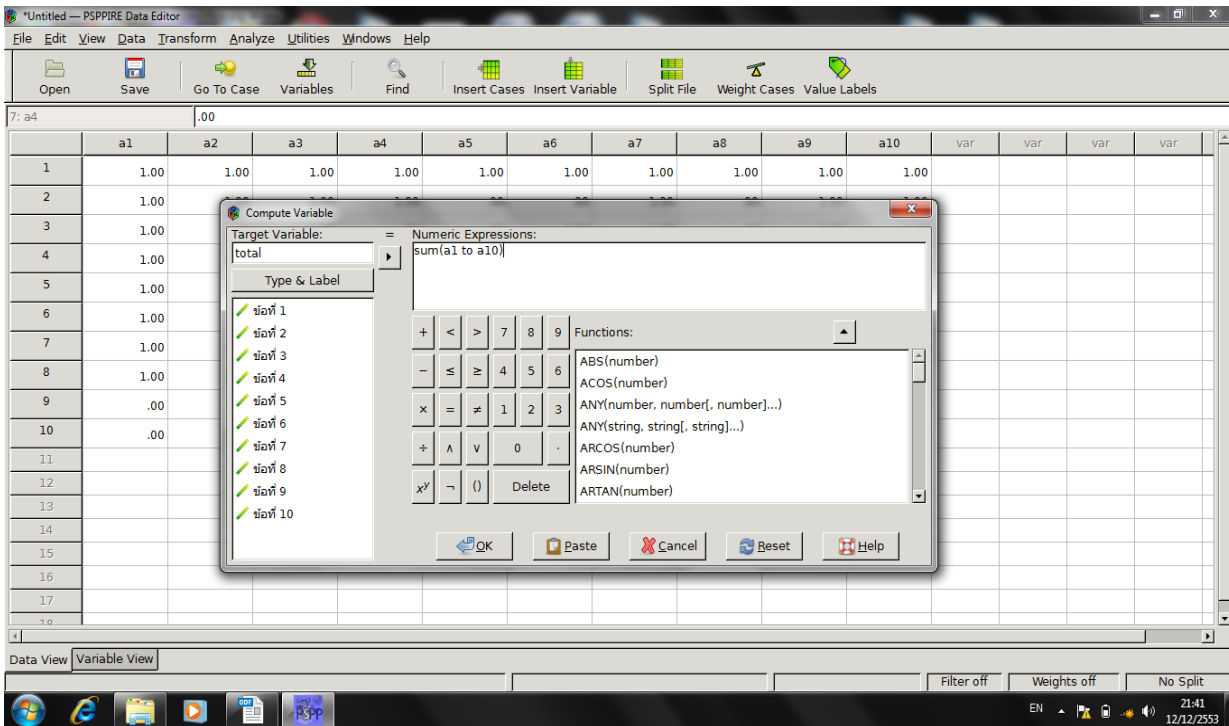 *Untitled — PSPPIRE Data Editor
File Edit View Data Transform Analyze Utilities Windows Help
Open Save Go To Case Variables Find Insert Cases Insert Variable Split File Weight Cases Value Labels
7: a4 .00
a1 a2 a3 a4 a5 a6 a7 a8 a9 a10 var var var var
1 1.00 1.00 1.00 1.00 1.00 1.00 1.00 1.00 1.00 1.00
2 1.00
3 1.00
4 1.00
5 1.00
6 1.00
7 1.00
8 1.00
9 .00
10 .00
11
12
13
14
15
16
17
18
Compute Variable
Target Variable: = Numeric Expressions:
total sum(a1 to a10)
Type & Label
ข้อที่ 1
ข้อที่ 2
ข้อที่ 3
ข้อที่ 4
ข้อที่ 5
ข้อที่ 6
ข้อที่ 7
ข้อที่ 8
ข้อที่ 9
ข้อที่ 10
+ < > 7 8 9
− ≤ ≥ 4 5 6
× = ≠ 1 2 3
÷ ∧ ∨ 0 ·
xʸ ¬ () Delete
Functions:
ABS(number)
ACOS(number)
ANY(number, number[, number]...)
ANY(string, string[, string]...)
ARCOS(number)
ARSIN(number)
ARTAN(number)
OK Paste Cancel Reset Help
Data View Variable View
Filter off Weights off No Split
ODF PSPP EN 21:41
12/12/2553